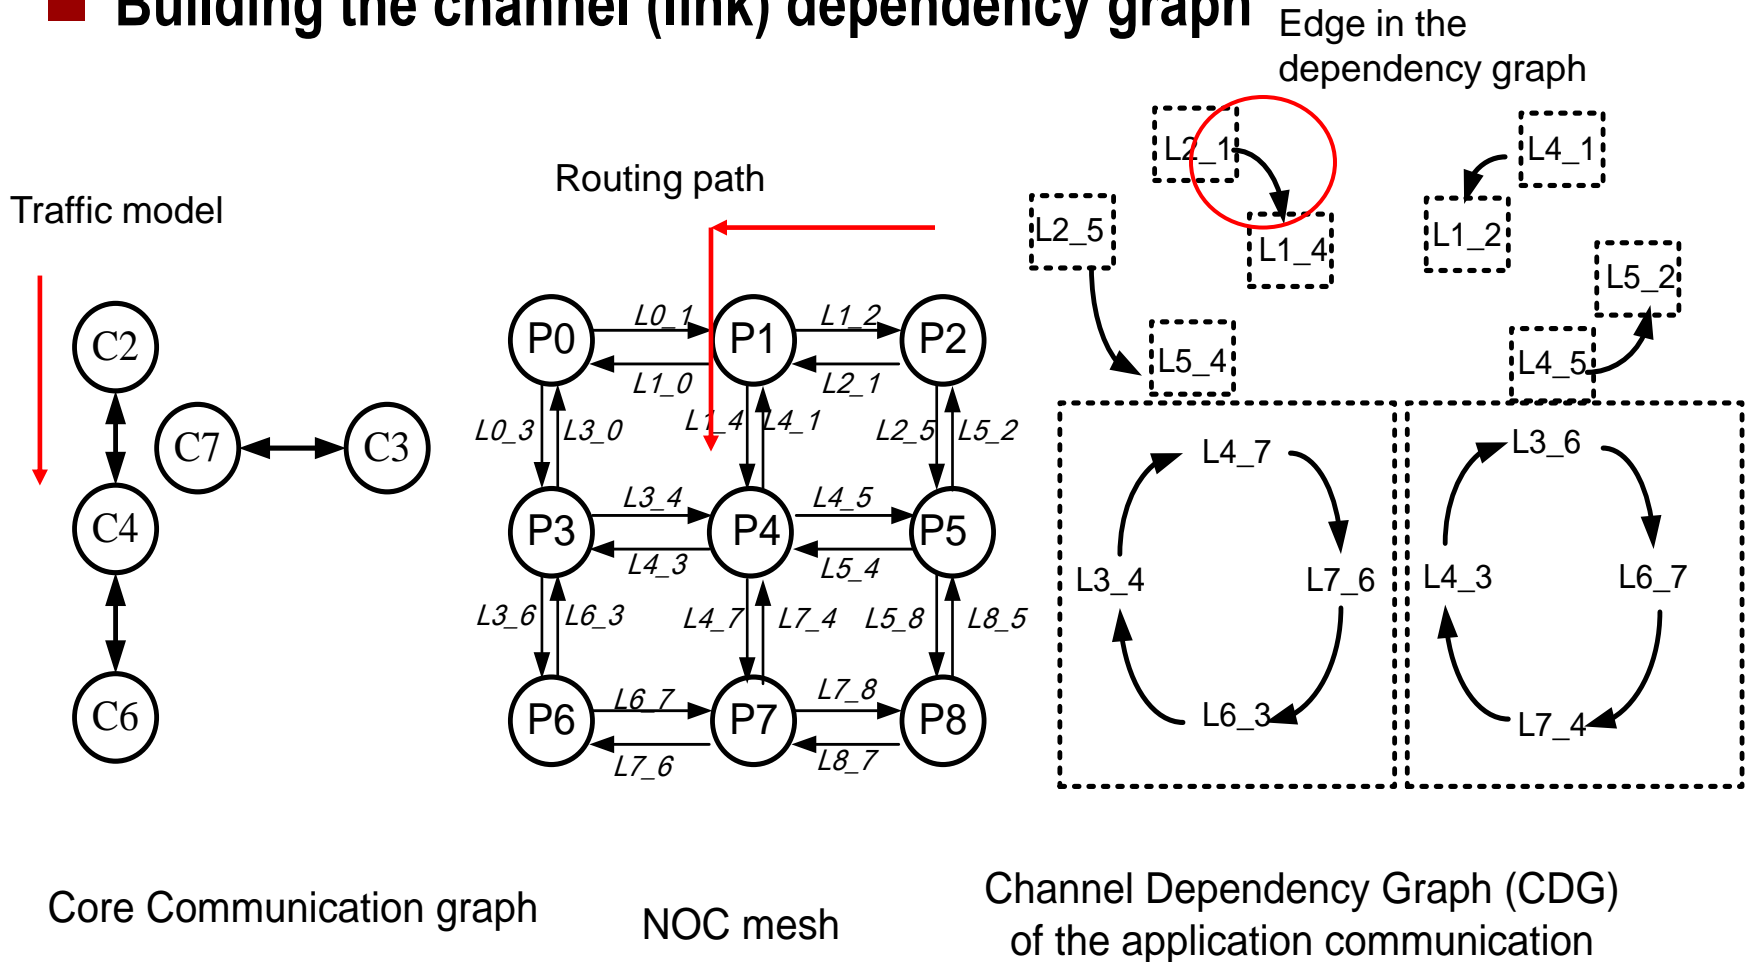 Building the channel (link) dependency graph
Edge in the
dependency graph
Traffic model
Routing path
C2
C7
C3
C4
C6
P0
L0_1
P1
L1_2
P2
L1_0
L2_1
L0_3
L3_0
L1_4
L4_1
L2_5
L5_2
P3
L3_4
P4
L4_5
P5
L4_3
L5_4
L3_6
L6_3
L4_7
L7_4
L5_8
L8_5
P6
L6_7
P7
L7_8
P8
L7_6
L8_7
L2_1
L4_1
L2_5
L1_4
L1_2
L5_2
L5_4
L4_5
L4_7
L3_6
L3_4
L7_6
L4_3
L6_7
L6_3
L7_4
Core Communication graph
NOC mesh
Channel Dependency Graph (CDG)
of the application communication